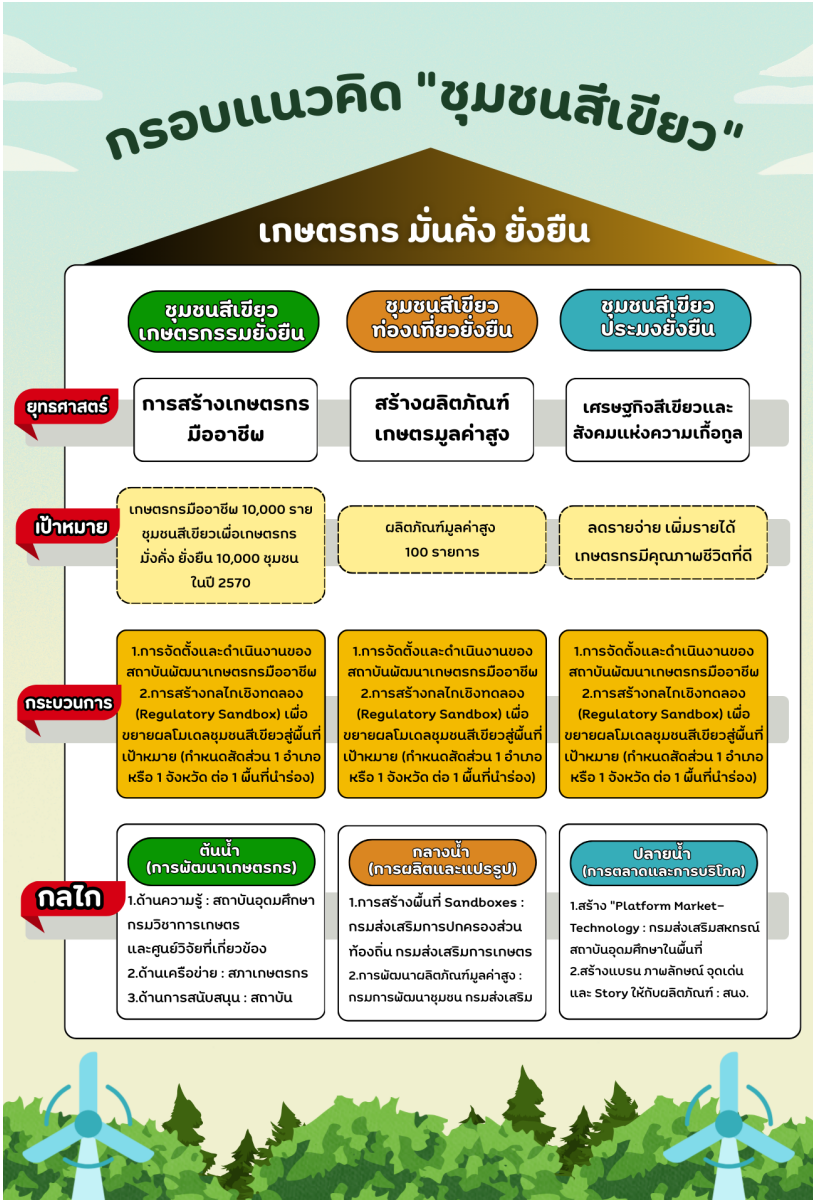 กรอบแนวคิด "ชุมชนสีเขียว"
เกษตรกร มั่นคง ยั่งยืน
ชุมชนสีเขียว
เกษตรกรรมยั่งยืน
ชุมชนสีเขียว
ท่องเที่ยวยั่งยืน
ชุมชนสีเขียว
ประมงยั่งยืน
ยุทธศาสตร์
การสร้างเกษตรกร
มืออาชีพ
สร้างผลิตภัณฑ์
เกษตรมูลค่าสูง
เศรษฐกิจสีเขียวและ
สังคมแห่งความเกื้อกูล
เป้าหมาย
เกษตรกรมืออาชีพ 10,000 ราย
ชุมชนสีเขียวเพื่อเกษตรกร
มั่งคั่ง ยั่งยืน 10,000 ชุมชน
ในปี 2570
ผลิตภัณฑ์มูลค่าสูง
100 รายการ
ลดรายจ่าย เพิ่มรายได้
เกษตรกรมีคุณภาพชีวิตที่ดี
กระบวนการ
1.การจัดตั้งและดำเนินงานของ
สถาบันพัฒนาเกษตรกรมืออาชีพ
2.การสร้างกลไกเชิงทดลอง
(Regulatory Sandbox) เพื่อ
ขยายผลโมเดลชุมชนสีเขียวสู่พื้นที่
เป้าหมาย (กำหนดสัดส่วน 1 อำเภอ
หรือ 1 จังหวัด ต่อ 1 พื้นที่นำร่อง)
1.การจัดตั้งและดำเนินงานของ
สถาบันพัฒนาเกษตรกรมืออาชีพ
2.การสร้างกลไกเชิงทดลอง
(Regulatory Sandbox) เพื่อ
ขยายผลโมเดลชุมชนสีเขียวสู่พื้นที่
เป้าหมาย (กำหนดสัดส่วน 1 อำเภอ
หรือ 1 จังหวัด ต่อ 1 พื้นที่นำร่อง)
1.การจัดตั้งและดำเนินงานของ
สถาบันพัฒนาเกษตรกรมืออาชีพ
2.การสร้างกลไกเชิงทดลอง
(Regulatory Sandbox) เพื่อ
ขยายผลโมเดลชุมชนสีเขียวสู่พื้นที่
เป้าหมาย (กำหนดสัดส่วน 1 อำเภอ
หรือ 1 จังหวัด ต่อ 1 พื้นที่นำร่อง)
กลไก
ต้นน้ำ
(การพัฒนาเกษตรกร)
1.ด้านความรู้ : สถาบันอุดมศึกษา
กรมวิชาการเกษตร
และศูนย์วิจัยที่เกี่ยวข้อง
2.ด้านเครือข่าย : สภาเกษตรกร
3.ด้านการสนับสนุน : สถาบัน
กลางน้ำ
(การผลิตและแปรรูป)
1.การสร้างพื้นที่ Sandboxes :
กรมส่งเสริมการปกครองส่วน
ท้องถิ่น กรมส่งเสริมการเกษตร
2.การพัฒนาผลิตภัณฑ์มูลค่าสูง :
กรมการพัฒนาชุมชน กรมส่งเสริม
ปลายน้ำ
(การตลาดและการบริโภค)
1.สร้าง "Platform Market-
Technology : กรมส่งเสริมสหกรณ์
สถาบันอุดมศึกษาในพื้นที่
2.สร้างแบรน ภาพลักษณ์ จุดเด่น
และ Story ให้กับผลิตภัณฑ์ : สนง.